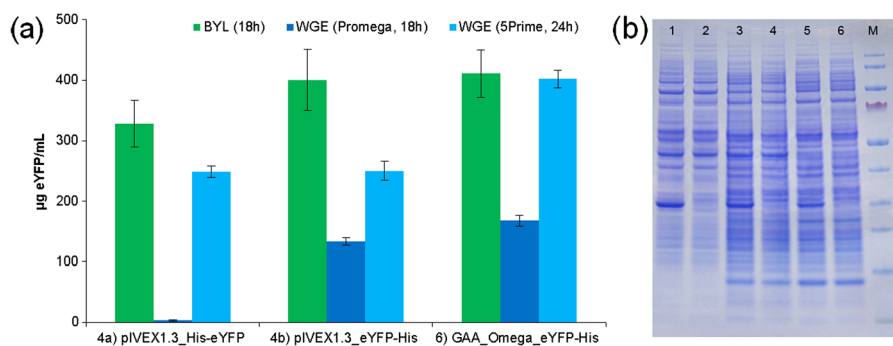 (a)
BYL (18h) WGE (Promega, 18h) WGE (5Prime, 24h)
µg eYFP/mL
500
400
300
200
100
0
4a) pIVEX1.3_His-eYFP 4b) pIVEX1.3_eYFP-His 6) GAA_Omega_eYFP-His
(b)
1 2 3 4 5 6 M